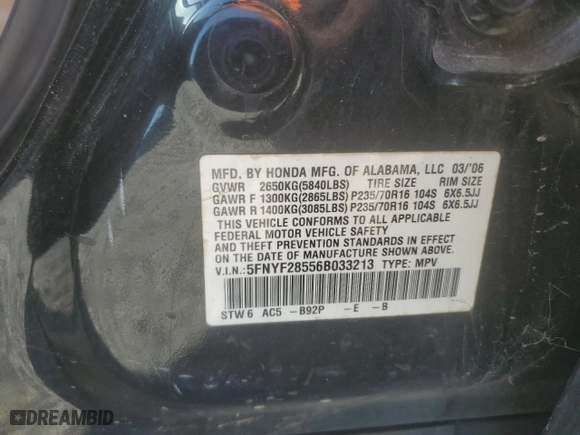 MFD. BY HONDA MFG. OF ALABAMA, LLC 03/'06
GVWR 2650KG(5840LBS) TIRE SIZE RIM SIZE
GAWR F 1300KG(2865LBS) P235/70R16 104S 6X6.5JJ
GAWR R 1400KG(3085LBS) P235/70R16 104S 6X6.5JJ
THIS VEHICLE CONFORMS TO ALL APPLICABLE
FEDERAL MOTOR VEHICLE SAFETY
AND THEFT PREVENTION STANDARDS IN EFFECT
ON THE DATE OF MANUFACTURE SHOWN ABOVE.
V.I.N.: 5FNYF28556B033213 TYPE: MPV
STW6 AC5 -B92P -E -B
DREAMBID